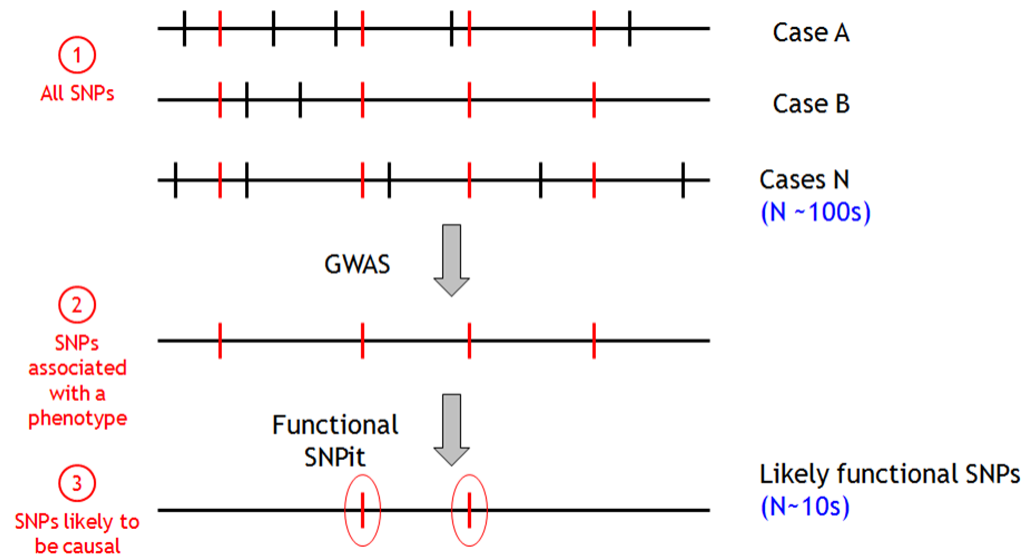 Case A
1
All SNPs
Case B
Cases N
(N ~100s)
GWAS
2
SNPs
associated
with a
phenotype
Functional
SNPit
3
SNPs likely to
be causal
Likely functional SNPs
(N~10s)